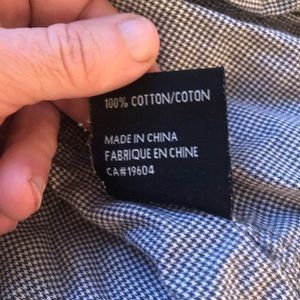 100% COTTON/COTON
MADE IN CHINA
FABRIQUE EN CHINE
CA#19604